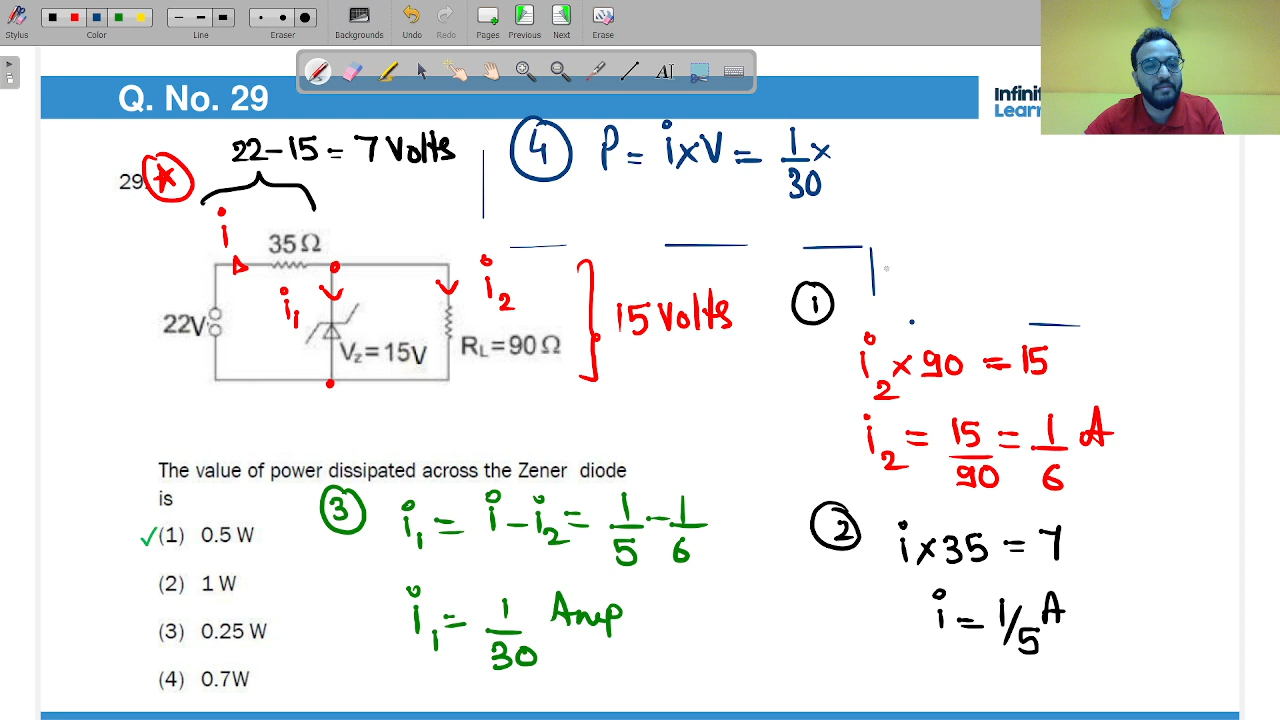 Stylus
Color
Line
Eraser
Backgrounds
Undo
Redo
Pages
Previous
Next
Erase
Q. No. 29
Infinit
Learn
22-15 = 7 Volts
4 P = i×V = 1/30 ×
29.
i
35Ω
i₁
i₂
22V
Vz=15V
RL=90Ω
15 Volts
1
i₂ × 90 = 15
i₂ = 15/90 = 1/6 A
The value of power dissipated across the Zener diode
is
✓(1) 0.5 W
(2) 1 W
(3) 0.25 W
(4) 0.7W
3 i₁ = i - i₂ = 1/5 - 1/6
i₁ = 1/30 Amp
2 i×35 = 7
i = 1/5 A